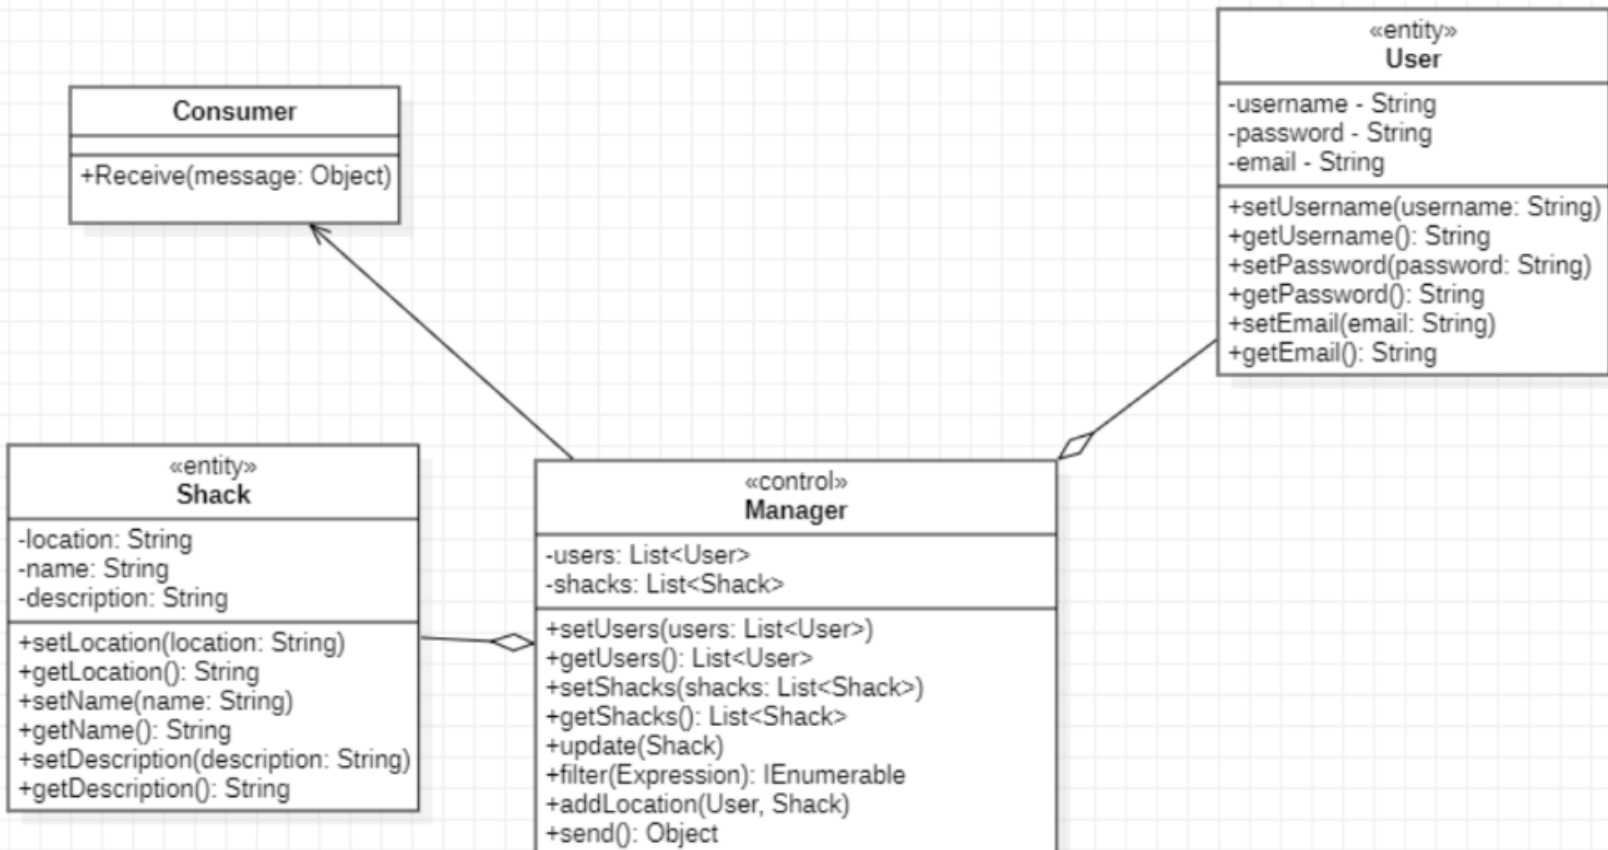 Consumer
+Receive(message: Object)
«entity»
User
-username - String
-password - String
-email - String
+setUsername(username: String)
+getUsername(): String
+setPassword(password: String)
+getPassword(): String
+setEmail(email: String)
+getEmail(): String
«entity»
Shack
-location: String
-name: String
-description: String
+setLocation(location: String)
+getLocation(): String
+setName(name: String)
+getName(): String
+setDescription(description: String)
+getDescription(): String
«control»
Manager
-users: List<User>
-shacks: List<Shack>
+setUsers(users: List<User>)
+getUsers(): List<User>
+setShacks(shacks: List<Shack>)
+getShacks(): List<Shack>
+update(Shack)
+filter(Expression): IEnumerable
+addLocation(User, Shack)
+send(): Object